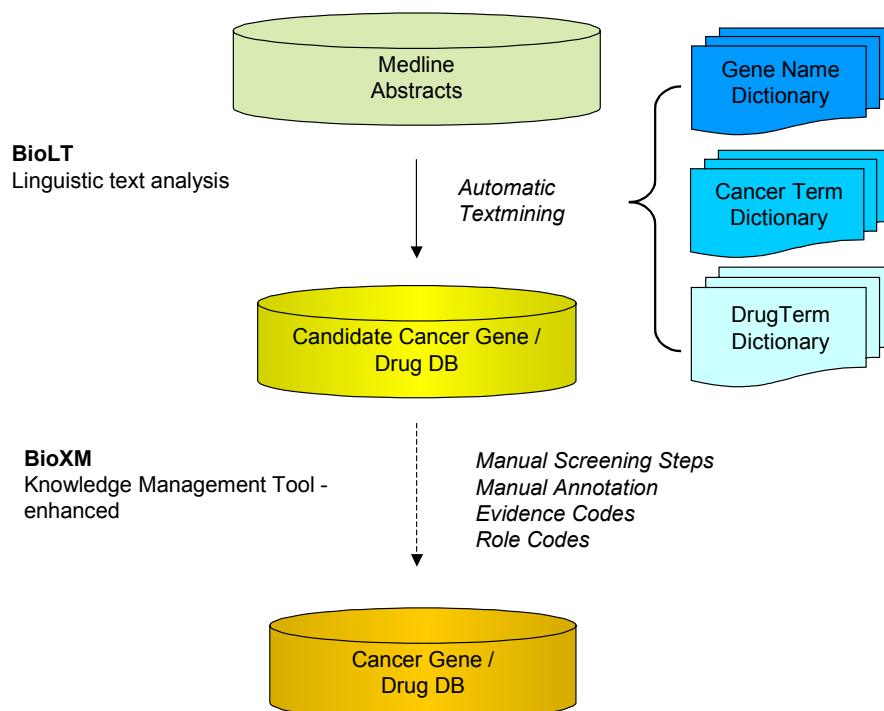 Medline
Abstracts
Gene Name
Dictionary
BioLT
Linguistic text analysis
Automatic
Textmining
Cancer Term
Dictionary
DrugTerm
Dictionary
Candidate Cancer Gene /
Drug DB
BioXM
Knowledge Management Tool -
enhanced
Manual Screening Steps
Manual Annotation
Evidence Codes
Role Codes
Cancer Gene /
Drug DB